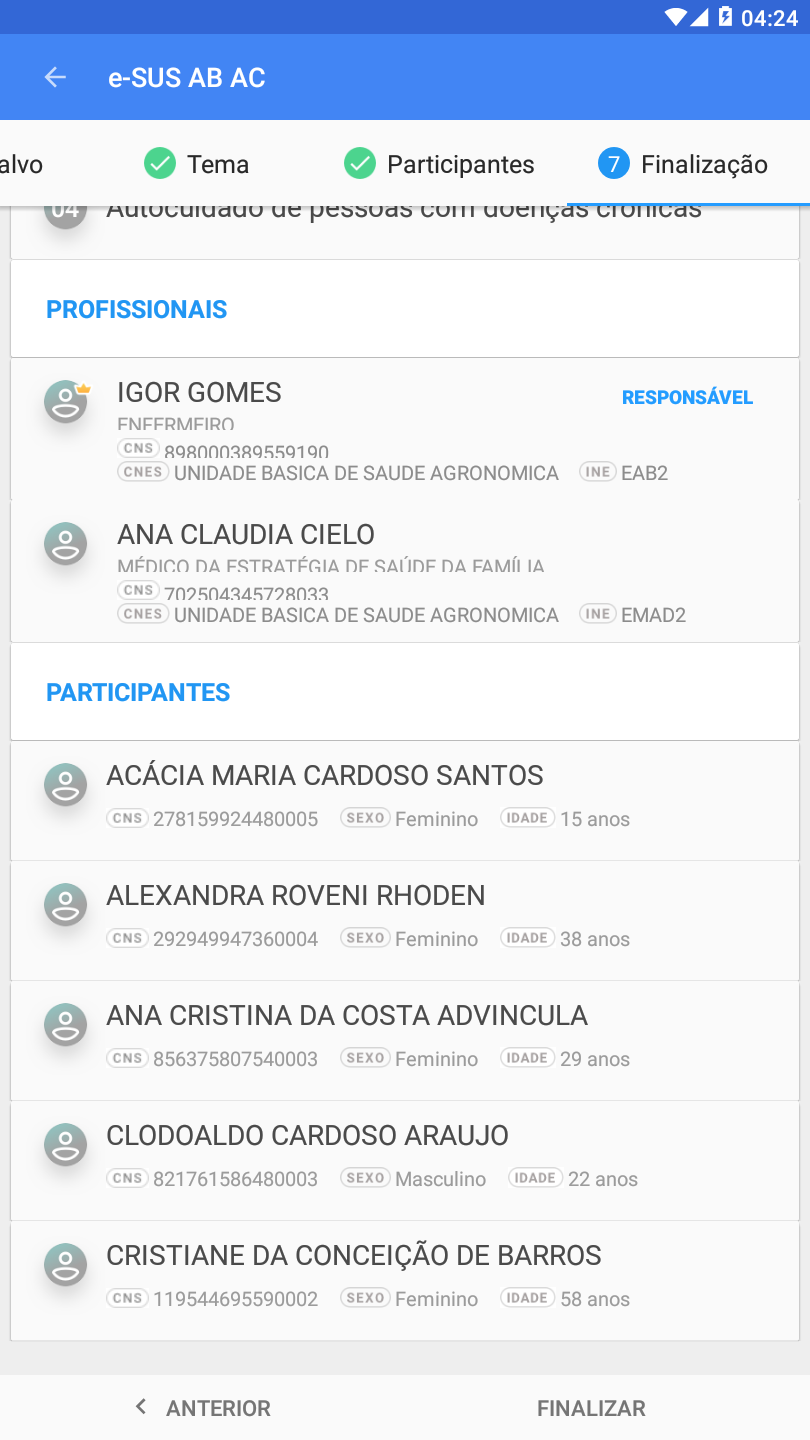 04:24
e-SUS AB AC
alvo Tema Participantes 7 Finalização
04 Autocuidado de pessoas com doenças crônicas
PROFISSIONAIS
IGOR GOMES RESPONSÁVEL
ENFERMEIRO
CNS 898000389559190
CNES UNIDADE BASICA DE SAUDE AGRONOMICA INE EAB2
ANA CLAUDIA CIELO
MÉDICO DA ESTRATÉGIA DE SAÚDE DA FAMÍLIA
CNS 702504345728033
CNES UNIDADE BASICA DE SAUDE AGRONOMICA INE EMAD2
PARTICIPANTES
ACÁCIA MARIA CARDOSO SANTOS
CNS 278159924480005 SEXO Feminino IDADE 15 anos
ALEXANDRA ROVENI RHODEN
CNS 292949947360004 SEXO Feminino IDADE 38 anos
ANA CRISTINA DA COSTA ADVINCULA
CNS 856375807540003 SEXO Feminino IDADE 29 anos
CLODOALDO CARDOSO ARAUJO
CNS 821761586480003 SEXO Masculino IDADE 22 anos
CRISTIANE DA CONCEIÇÃO DE BARROS
CNS 119544695590002 SEXO Feminino IDADE 58 anos
ANTERIOR FINALIZAR